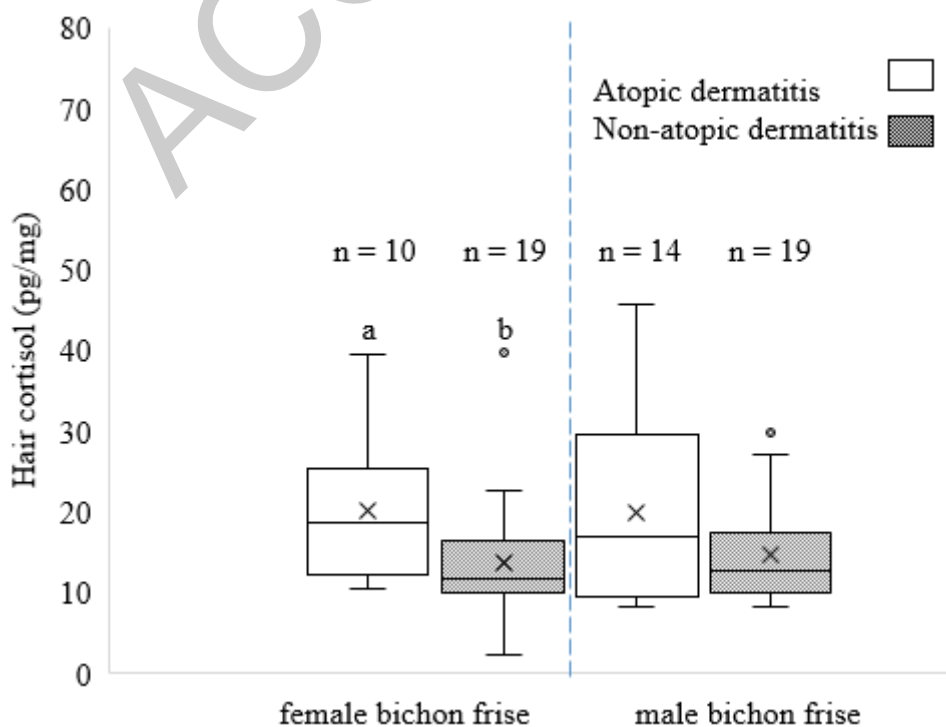 ACC
80
70
60
50
40
30
20
10
0
Hair cortisol (pg/mg)
Atopic dermatitis
Non-atopic dermatitis
n = 10
n = 19
n = 14
n = 19
a
b
female bichon frise
male bichon frise